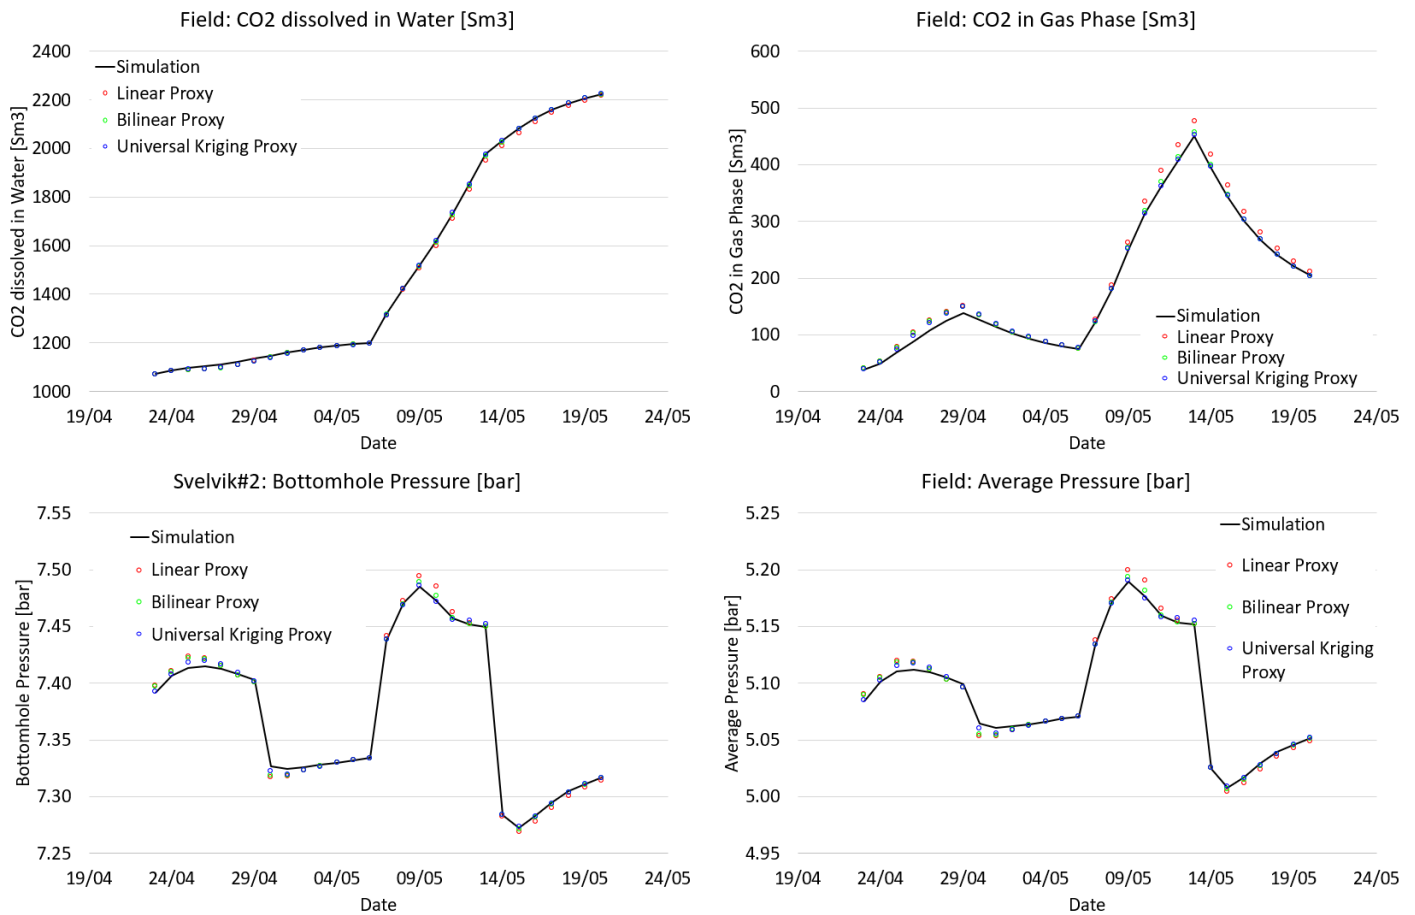 Field: CO2 dissolved in Water [Sm3]
CO2 dissolved in Water [Sm3]
2400
2200
2000
1800
1600
1400
1200
1000
Simulation
Linear Proxy
Bilinear Proxy
Universal Kriging Proxy
19/04 24/04 29/04 04/05 09/05 14/05 19/05 24/05
Date
Field: CO2 in Gas Phase [Sm3]
CO2 in Gas Phase [Sm3]
600
500
400
300
200
100
0
Simulation
Linear Proxy
Bilinear Proxy
Universal Kriging Proxy
19/04 24/04 29/04 04/05 09/05 14/05 19/05 24/05
Date
Svelvik#2: Bottomhole Pressure [bar]
Bottomhole Pressure [bar]
7.55
7.50
7.45
7.40
7.35
7.30
7.25
Simulation
Linear Proxy
Bilinear Proxy
Universal Kriging Proxy
19/04 24/04 29/04 04/05 09/05 14/05 19/05 24/05
Date
Field: Average Pressure [bar]
Average Pressure [bar]
5.25
5.20
5.15
5.10
5.05
5.00
4.95
Simulation
Linear Proxy
Bilinear Proxy
Universal Kriging
Proxy
19/04 24/04 29/04 04/05 09/05 14/05 19/05 24/05
Date